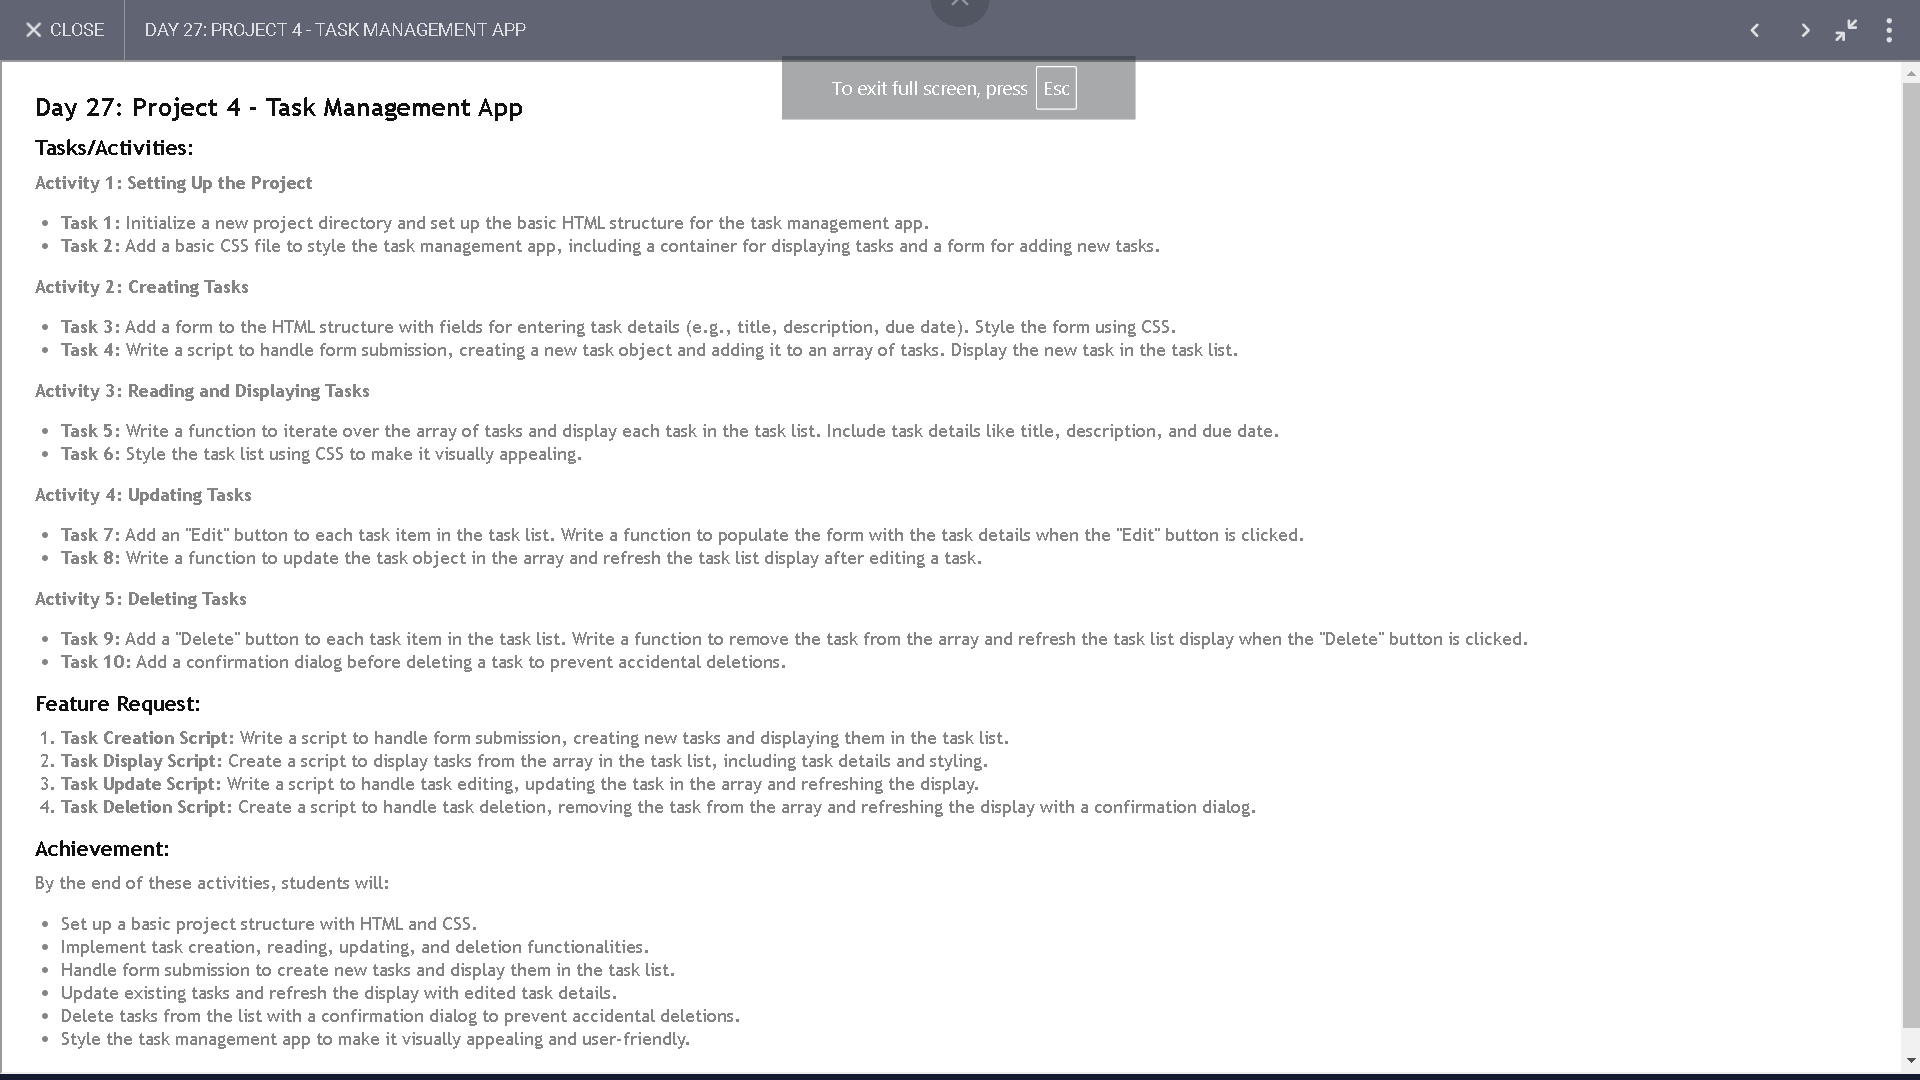 CLOSE
DAY 27: PROJECT 4 - TASK MANAGEMENT APP
To exit full screen, press Esc
Day 27: Project 4 - Task Management App
Tasks/Activities:
Activity 1: Setting Up the Project
• Task 1: Initialize a new project directory and set up the basic HTML structure for the task management app.
• Task 2: Add a basic CSS file to style the task management app, including a container for displaying tasks and a form for adding new tasks.
Activity 2: Creating Tasks
• Task 3: Add a form to the HTML structure with fields for entering task details (e.g., title, description, due date). Style the form using CSS.
• Task 4: Write a script to handle form submission, creating a new task object and adding it to an array of tasks. Display the new task in the task list.
Activity 3: Reading and Displaying Tasks
• Task 5: Write a function to iterate over the array of tasks and display each task in the task list. Include task details like title, description, and due date.
• Task 6: Style the task list using CSS to make it visually appealing.
Activity 4: Updating Tasks
• Task 7: Add an "Edit" button to each task item in the task list. Write a function to populate the form with the task details when the "Edit" button is clicked.
• Task 8: Write a function to update the task object in the array and refresh the task list display after editing a task.
Activity 5: Deleting Tasks
• Task 9: Add a "Delete" button to each task item in the task list. Write a function to remove the task from the array and refresh the task list display when the "Delete" button is clicked.
• Task 10: Add a confirmation dialog before deleting a task to prevent accidental deletions.
Feature Request:
1. Task Creation Script: Write a script to handle form submission, creating new tasks and displaying them in the task list.
2. Task Display Script: Create a script to display tasks from the array in the task list, including task details and styling.
3. Task Update Script: Write a script to handle task editing, updating the task in the array and refreshing the display.
4. Task Deletion Script: Create a script to handle task deletion, removing the task from the array and refreshing the display with a confirmation dialog.
Achievement:
By the end of these activities, students will:
• Set up a basic project structure with HTML and CSS.
• Implement task creation, reading, updating, and deletion functionalities.
• Handle form submission to create new tasks and display them in the task list.
• Update existing tasks and refresh the display with edited task details.
• Delete tasks from the list with a confirmation dialog to prevent accidental deletions.
• Style the task management app to make it visually appealing and user-friendly.